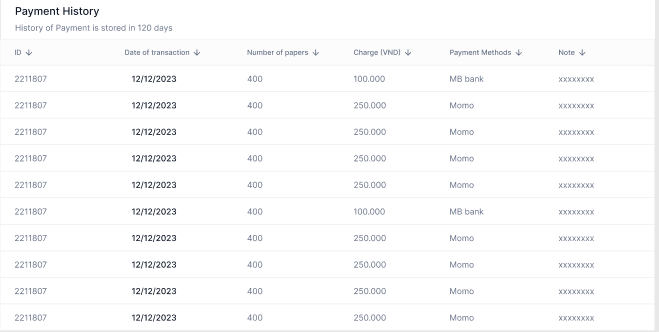 Payment History
History of Payment is stored in 120 days
ID Date of transaction Number of papers Charge (VND) Payment Methods Note
2211807 12/12/2023 400 100.000 MB bank xxxxxxxx
2211807 12/12/2023 400 250.000 Momo xxxxxxxx
2211807 12/12/2023 400 250.000 Momo xxxxxxxx
2211807 12/12/2023 400 250.000 Momo xxxxxxxx
2211807 12/12/2023 400 250.000 Momo xxxxxxxx
2211807 12/12/2023 400 100.000 MB bank xxxxxxxx
2211807 12/12/2023 400 250.000 Momo xxxxxxxx
2211807 12/12/2023 400 250.000 Momo xxxxxxxx
2211807 12/12/2023 400 250.000 Momo xxxxxxxx
2211807 12/12/2023 400 250.000 Momo xxxxxxxx